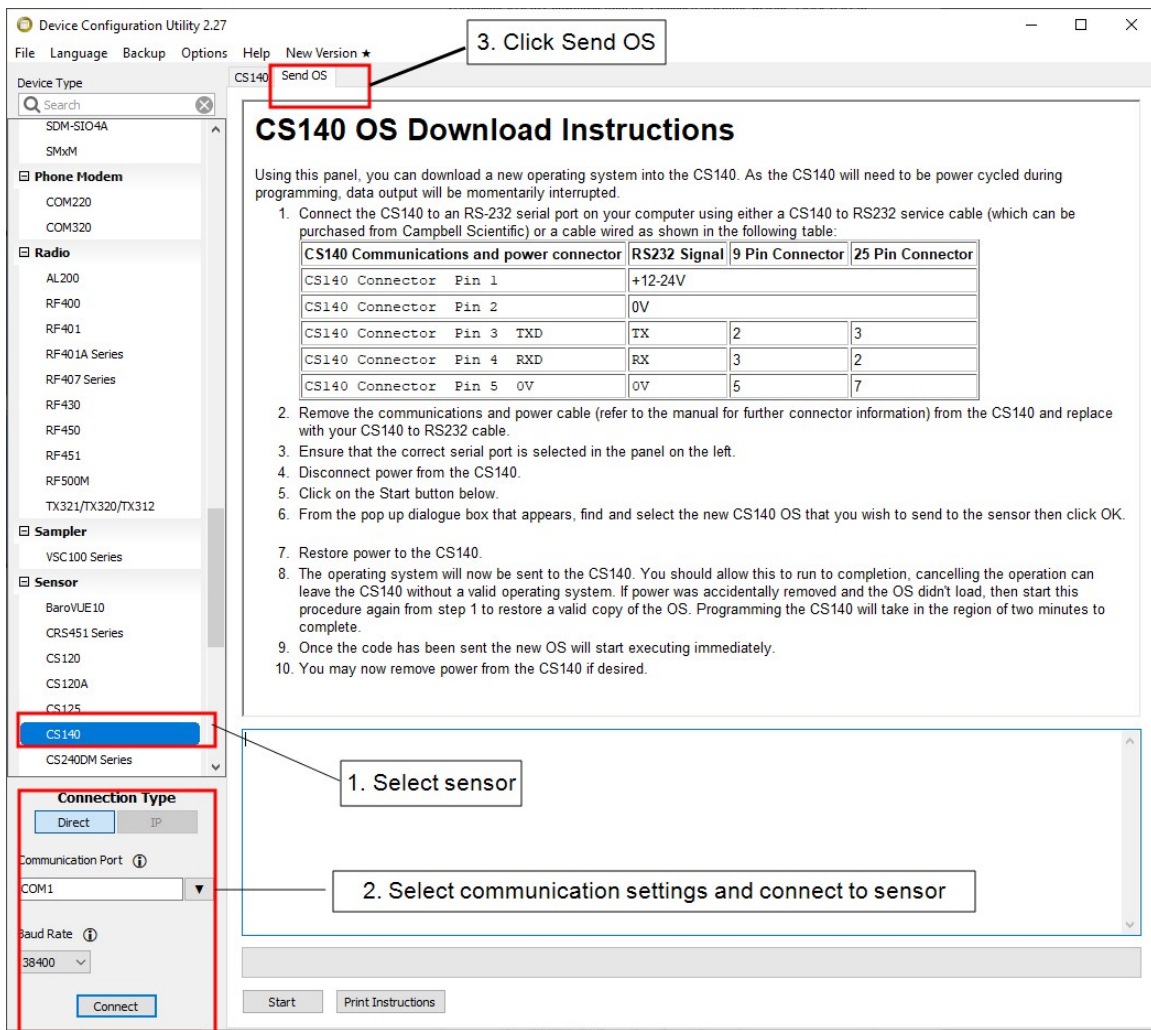 Device Configuration Utility 2.27
File Language Backup Options Help New Version ★
3. Click Send OS
Device Type
Search
SDM-SIO4A
SMxM
Phone Modem
COM220
COM320
Radio
AL200
RF400
RF401
RF401A Series
RF407 Series
RF430
RF450
RF451
RF500M
TX321/TX320/TX312
Sampler
VSC100 Series
Sensor
BaroVUE10
CRS451 Series
CS120
CS120A
CS125
CS140
CS240DM Series
1. Select sensor
Connection Type
Direct IP
Communication Port
COM1
2. Select communication settings and connect to sensor
Baud Rate
38400
Connect
CS140 Send OS
CS140 OS Download Instructions
Using this panel, you can download a new operating system into the CS140. As the CS140 will need to be power cycled during
programming, data output will be momentarily interrupted.
1. Connect the CS140 to an RS-232 serial port on your computer using either a CS140 to RS232 service cable (which can be
purchased from Campbell Scientific) or a cable wired as shown in the following table:
CS140 Communications and power connector RS232 Signal 9 Pin Connector 25 Pin Connector
CS140 Connector Pin 1 +12-24V
CS140 Connector Pin 2 0V
CS140 Connector Pin 3 TXD TX 2 3
CS140 Connector Pin 4 RXD RX 3 2
CS140 Connector Pin 5 0V 0V 5 7
2. Remove the communications and power cable (refer to the manual for further connector information) from the CS140 and replace
with your CS140 to RS232 cable.
3. Ensure that the correct serial port is selected in the panel on the left.
4. Disconnect power from the CS140.
5. Click on the Start button below.
6. From the pop up dialogue box that appears, find and select the new CS140 OS that you wish to send to the sensor then click OK.
7. Restore power to the CS140.
8. The operating system will now be sent to the CS140. You should allow this to run to completion, cancelling the operation can
leave the CS140 without a valid operating system. If power was accidentally removed and the OS didn't load, then start this
procedure again from step 1 to restore a valid copy of the OS. Programming the CS140 will take in the region of two minutes to
complete.
9. Once the code has been sent the new OS will start executing immediately.
10. You may now remove power from the CS140 if desired.
Start Print Instructions